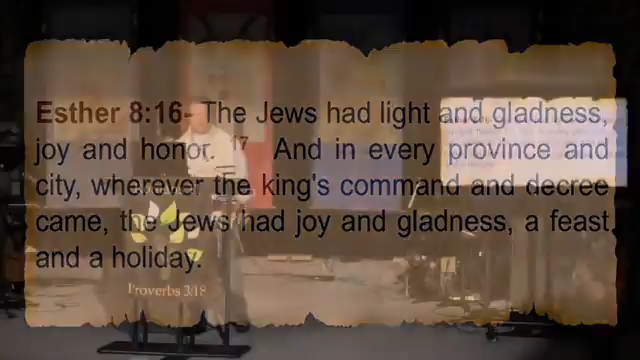 Esther 8:16- The Jews had light and gladness,
joy and honor. 17 And in every province and
city, wherever the king's command and decree
came, the Jews had joy and gladness, a feast
and a holiday.
Proverbs 3:18